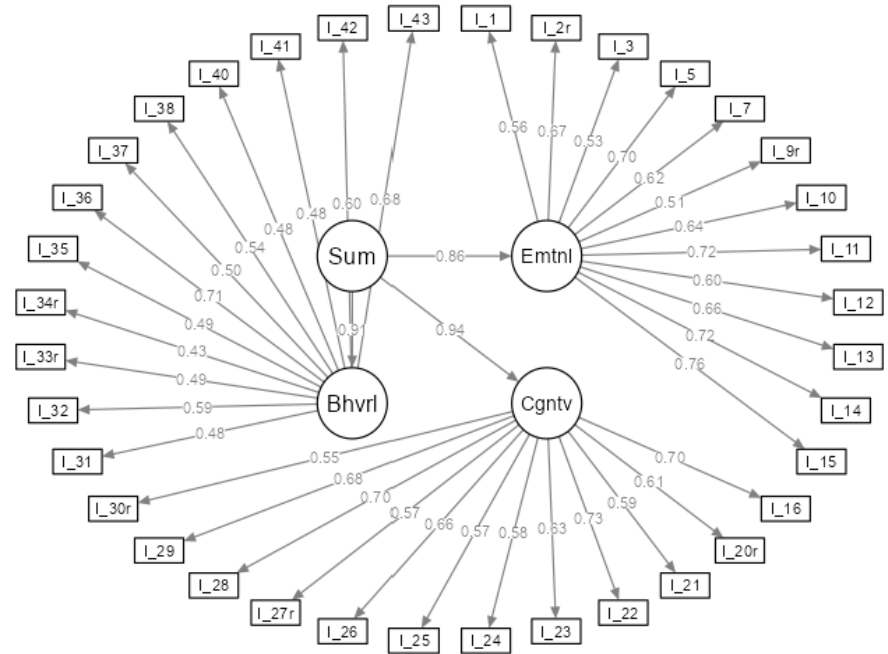 I_42
I_43
I_1
I_2r
I_41
I_3
I_40
I_5
I_38
I_7
I_37
I_9r
I_36
I_10
I_35
I_11
I_34r
I_12
I_33r
I_13
I_32
I_14
I_31
I_15
I_30r
I_16
I_29
I_20r
I_28
I_21
I_27r
I_22
I_26
I_23
I_25
I_24
Sum
Emtnl
Bhvrl
Cgntv
0.86
0.91
0.94
0.56
0.67
0.53
0.70
0.62
0.51
0.64
0.72
0.60
0.66
0.72
0.76
0.68
0.60
0.48
0.48
0.54
0.50
0.71
0.49
0.43
0.49
0.59
0.48
0.55
0.68
0.70
0.57
0.66
0.57
0.58
0.63
0.73
0.59
0.61
0.70